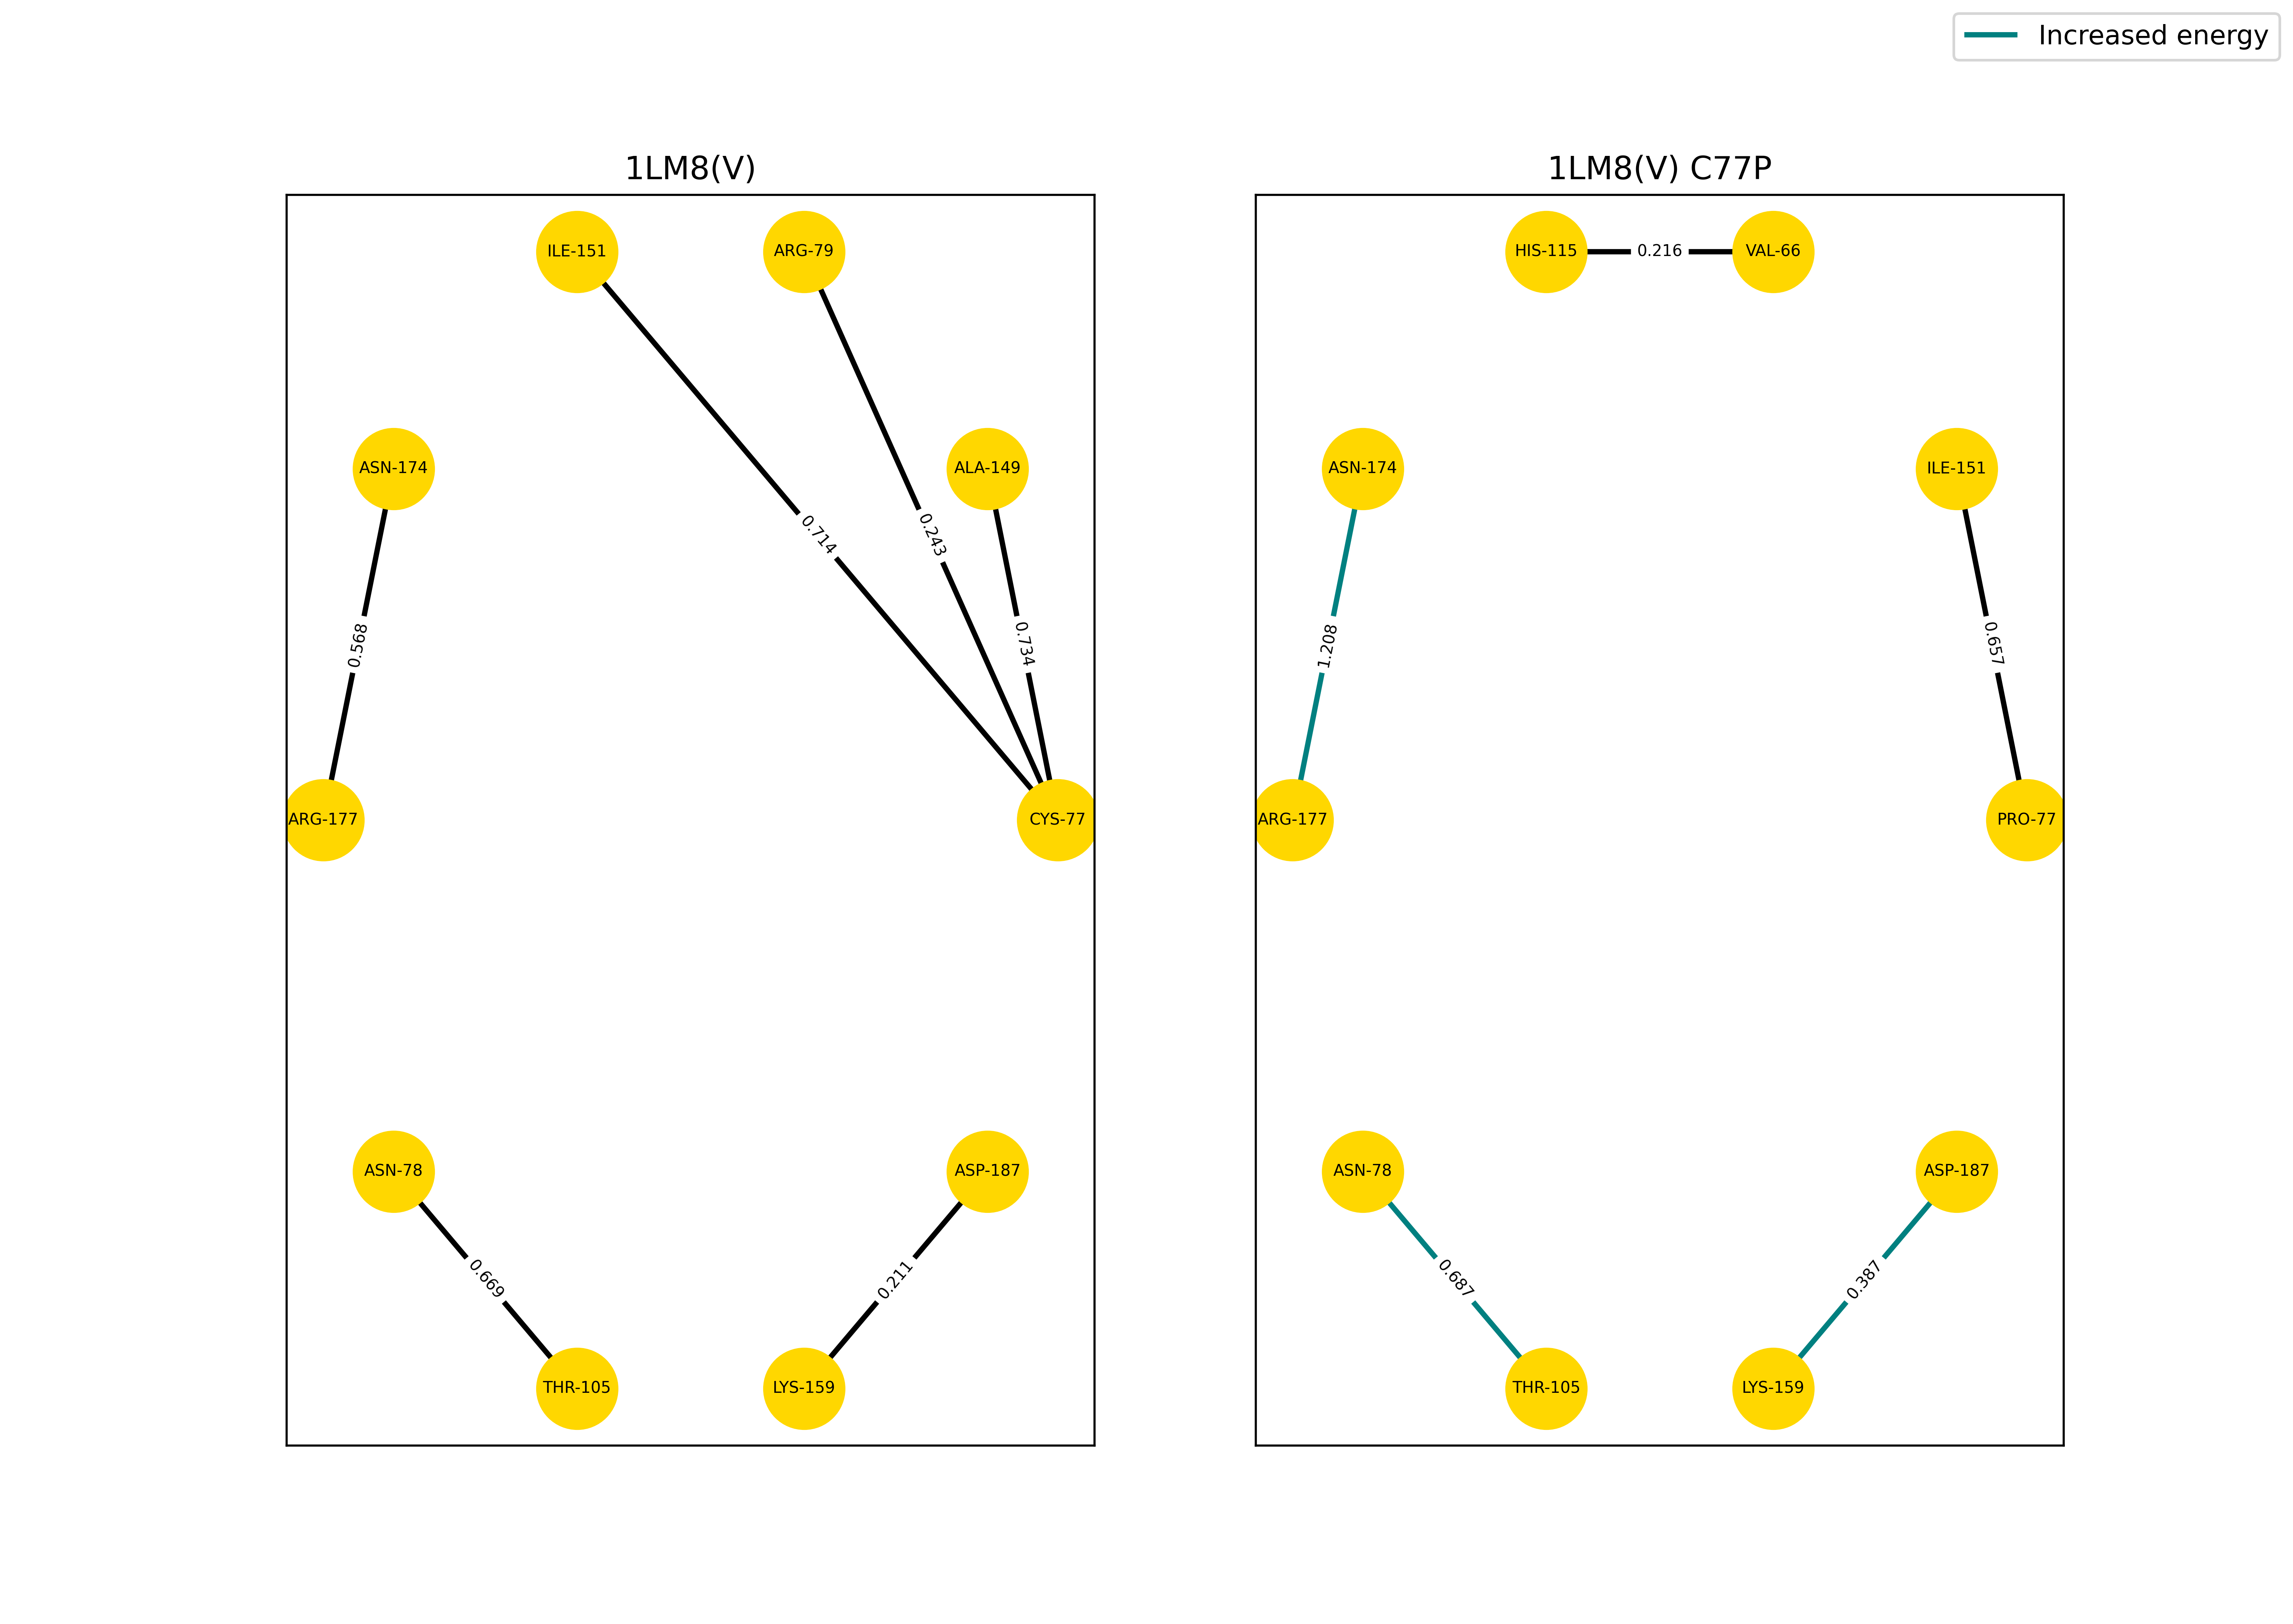 Increased energy
1LM8(V)
ILE-151
ARG-79
ASN-174
ALA-149
0.714
0.243
0.568
0.734
ARG-177
CYS-77
ASN-78
ASP-187
0.669
0.211
THR-105
LYS-159
1LM8(V) C77P
HIS-115
0.216
VAL-66
ASN-174
ILE-151
1.208
0.657
ARG-177
PRO-77
ASN-78
ASP-187
0.687
0.387
THR-105
LYS-159